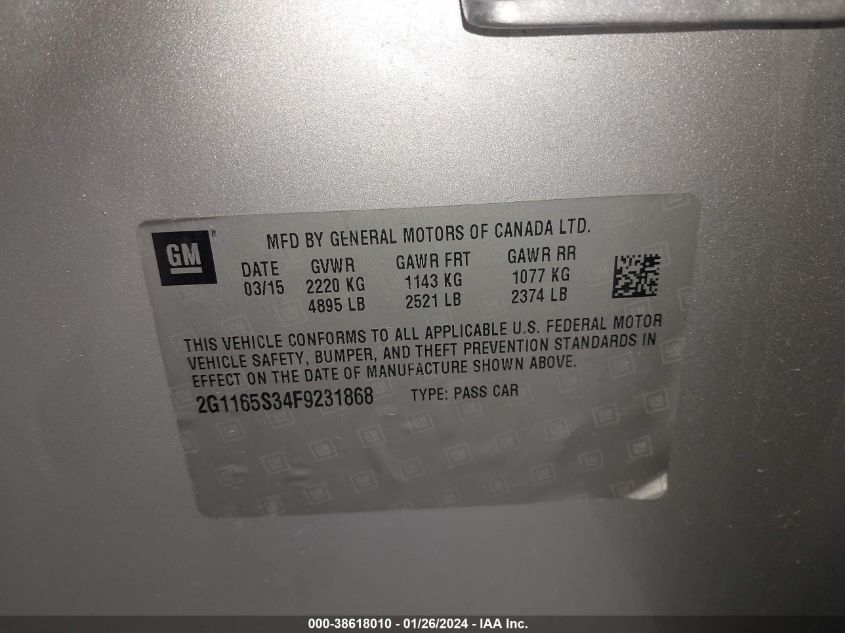 GM
MFD BY GENERAL MOTORS OF CANADA LTD.
DATE GVWR GAWR FRT GAWR RR
03/15 2220 KG 1143 KG 1077 KG
4895 LB 2521 LB 2374 LB
THIS VEHICLE CONFORMS TO ALL APPLICABLE U.S. FEDERAL MOTOR
VEHICLE SAFETY, BUMPER, AND THEFT PREVENTION STANDARDS IN
EFFECT ON THE DATE OF MANUFACTURE SHOWN ABOVE.
2G1165S34F9231868 TYPE: PASS CAR
000-38618010 - 01/26/2024 - IAA Inc.